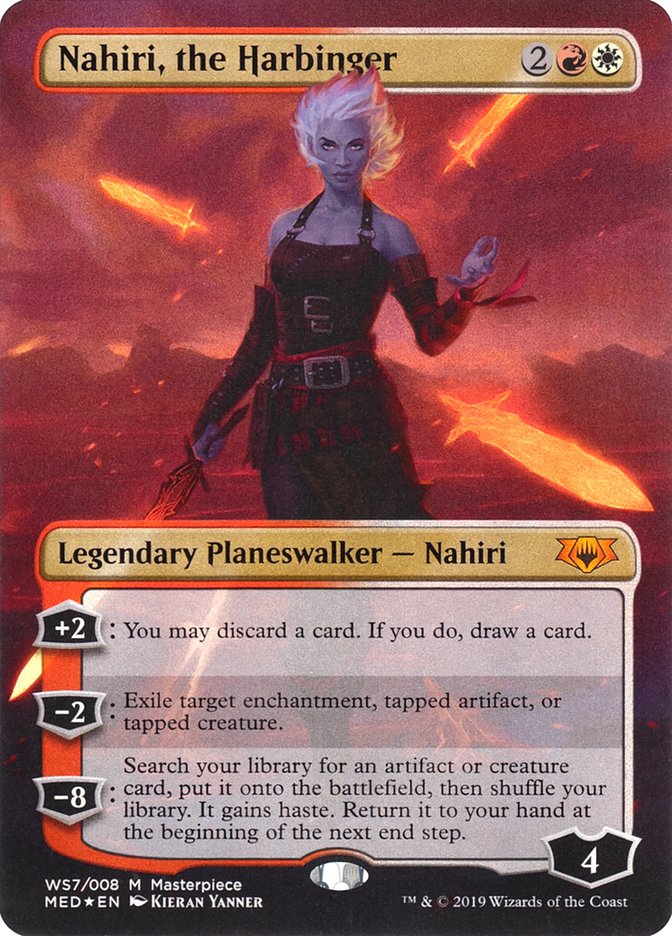 Nahiri, the Harbinger 2
Legendary Planeswalker — Nahiri
+2 : You may discard a card. If you do, draw a card.
−2 : Exile target enchantment, tapped artifact, or
tapped creature.
Search your library for an artifact or creature
−8 : card, put it onto the battlefield, then shuffle your
library. It gains haste. Return it to your hand at
the beginning of the next end step.
4
WS7/008 M Masterpiece
MED★EN Kieran Yanner
™ & © 2019 Wizards of the Coast